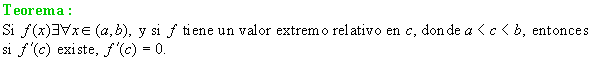 Teorema :
Si f(x)∃∀x∈ (a,b), y si f tiene un valor extremo relativo en c, donde a < c < b, entonces
si f'(c) existe, f'(c) = 0.